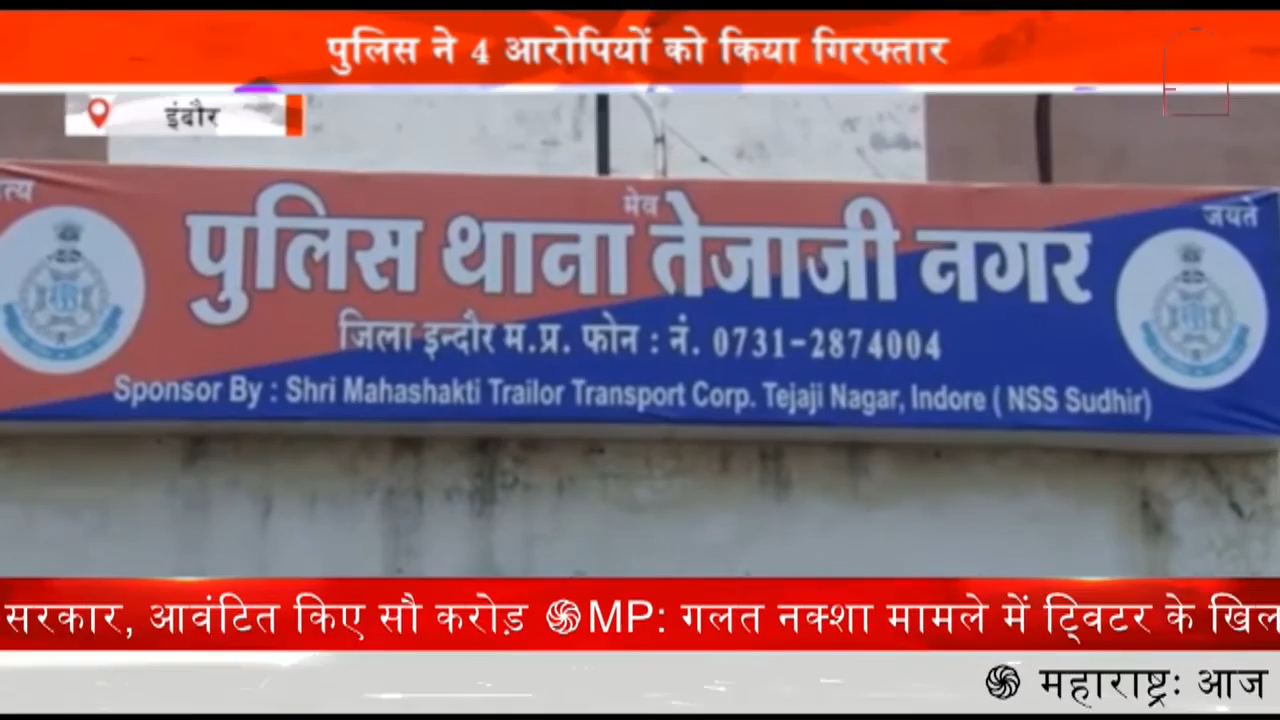 पुलिस ने 4 आरोपियों को किया गिरफ्तार
इंदौर
त्य मेव जयते
पुलिस थाना तेजाजी नगर
जिला इन्दौर म.प्र. फोन : नं. 0731-2874004
Sponsor By : Shri Mahashakti Trailor Transport Corp. Tejaji Nagar, Indore ( NSS Sudhir)
सरकार, आवंटित किए सौ करोड़ MP: गलत नक्शा मामले में ट्विटर के खिल
महाराष्ट्र: आज